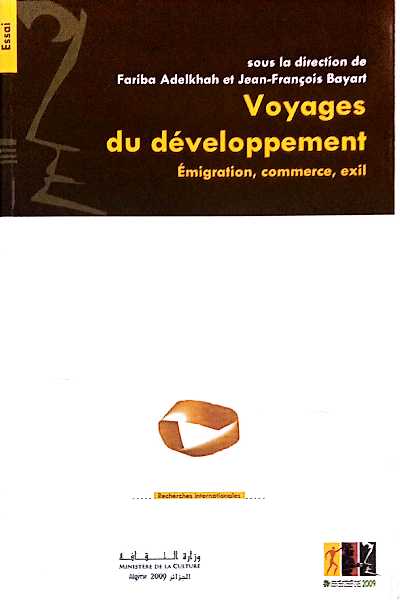 Essai
sous la direction de
Fariba Adelkhah et Jean-François Bayart
Voyages
du développement
Émigration, commerce, exil
Recherches internationales
وزارة الثقافة
MINISTÈRE DE LA CULTURE
Algérie 2009 الجزائر
2009